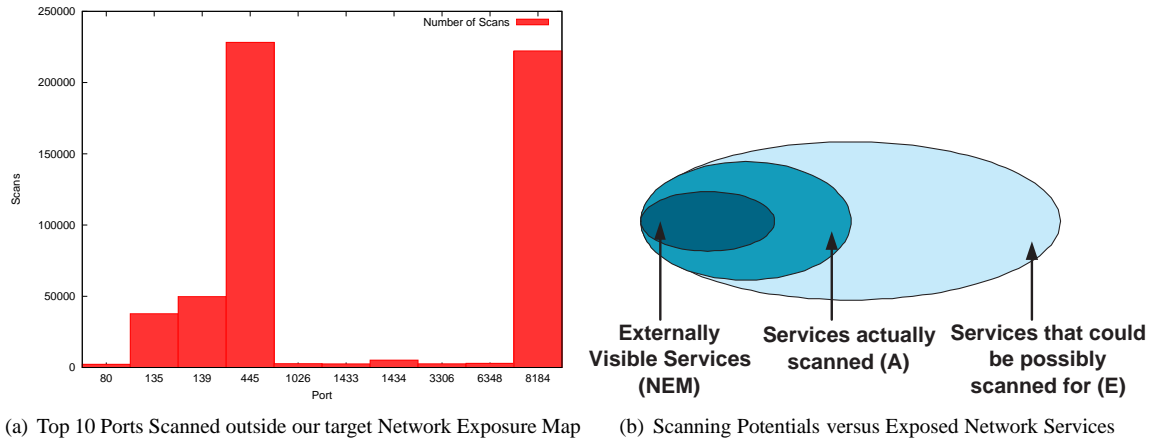 250000
200000
150000
100000
50000
0
Scans
Number of Scans
80 135 139 445 1026 1433 1434 3306 6348 8184
Port
(a) Top 10 Ports Scanned outside our target Network Exposure Map
Externally
Visible Services
(NEM)
Services actually
scanned (A)
Services that could
be possibly
scanned for (E)
(b) Scanning Potentials versus Exposed Network Services